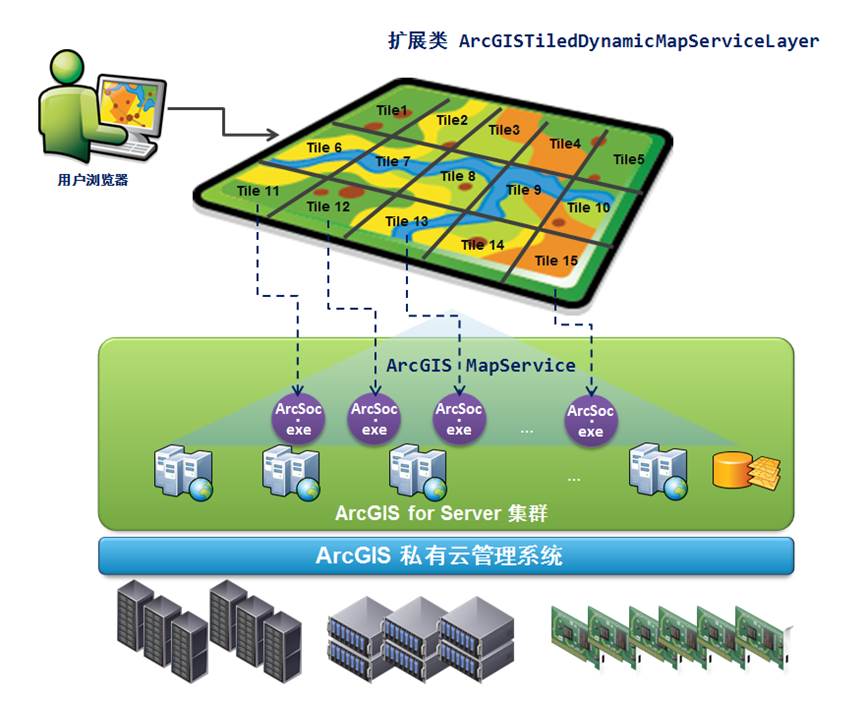 扩展类 ArcGISTiledDynamicMapServiceLayer
用户浏览器
Tile1
Tile2
Tile3
Tile4
Tile5
Tile 6
Tile 7
Tile 8
Tile 9
Tile 10
Tile 11
Tile 12
Tile 13
Tile 14
Tile 15
ArcGIS MapService
ArcSoc
.
exe
ArcSoc
.
exe
ArcSoc
.
exe
...
ArcSoc
.
exe
...
ArcGIS for Server 集群
ArcGIS 私有云管理系统